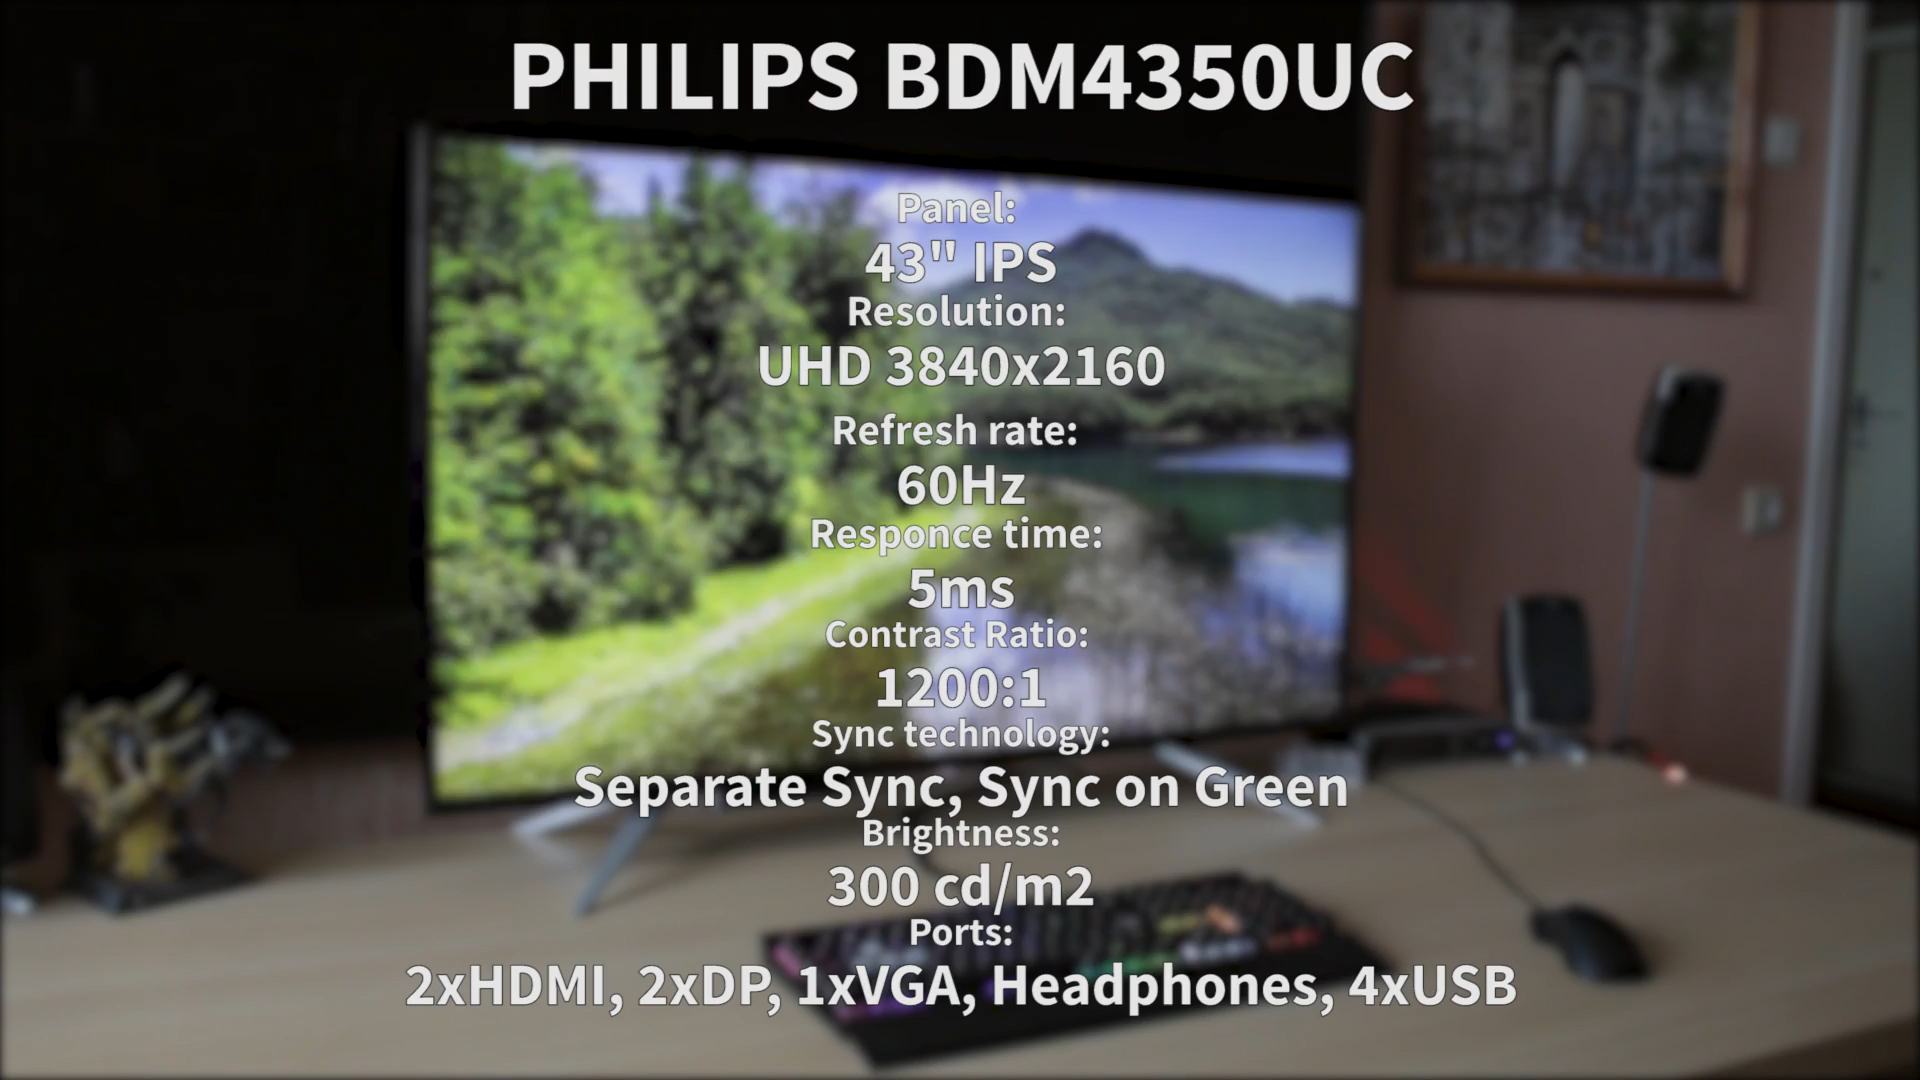 PHILIPS BDM4350UC
Panel:
43" IPS
Resolution:
UHD 3840x2160
Refresh rate:
60Hz
Responce time:
5ms
Contrast Ratio:
1200:1
Sync technology:
Separate Sync, Sync on Green
Brightness:
300 cd/m2
Ports:
2xHDMI, 2xDP, 1xVGA, Headphones, 4xUSB